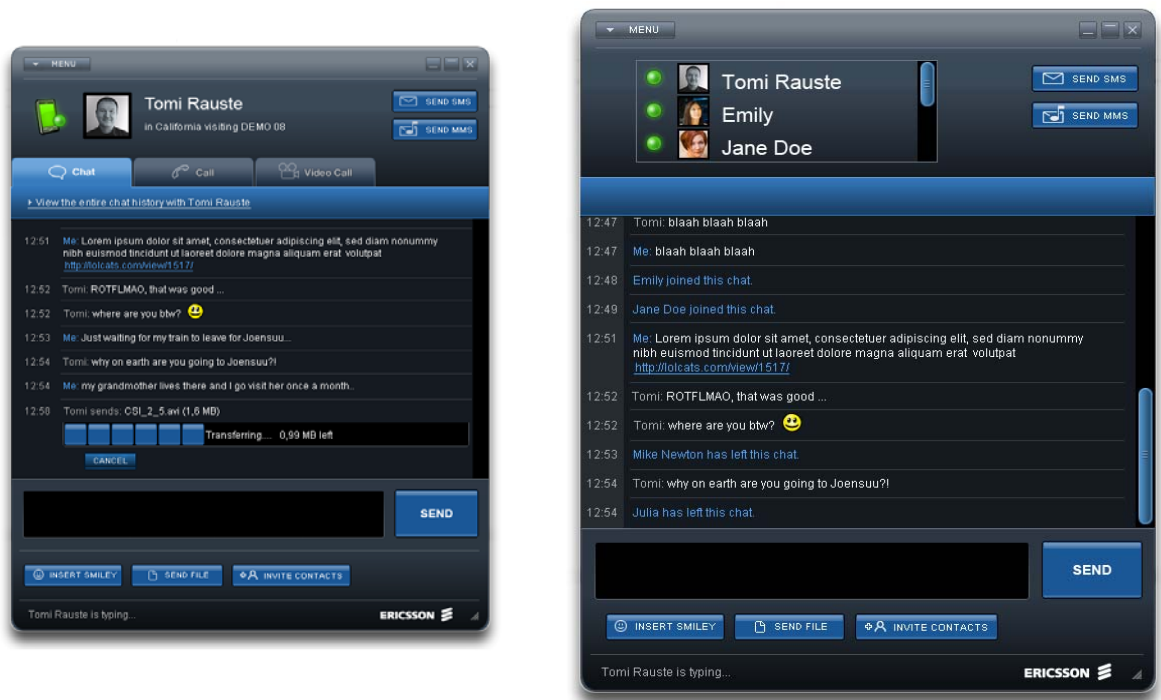 MENU
Tomi Rauste
in California visiting DEMO 08
SEND SMS
SEND MMS
Chat
Call
Video Call
View the entire chat history with Tomi Rauste
12:51 Me: Lorem ipsum dolor sit amet, consectetuer adipiscing elit, sed diam nonummy
nibh euismod tincidunt ut laoreet dolore magna aliquam erat volutpat
http://lolcats.com/view/1517/
12:52 Tomi: ROTFLMAO, that was good ...
12:52 Tomi: where are you btw?
12:53 Me: Just waiting for my train to leave for Joensuu...
12:54 Tomi: why on earth are you going to Joensuu?!
12:54 Me: my grandmother lives there and I go visit her once a month..
12:58 Tomi sends: CSI_2_5.avi (1,6 MB)
Transferring.... 0,99 MB left
CANCEL
SEND
INSERT SMILEY
SEND FILE
INVITE CONTACTS
Tomi Rauste is typing...
ERICSSON
MENU
Tomi Rauste
Emily
Jane Doe
SEND SMS
SEND MMS
12:47 Tomi: blaah blaah blaah
12:47 Me: blaah blaah blaah
12:48 Emily joined this chat.
12:49 Jane Doe joined this chat.
12:51 Me: Lorem ipsum dolor sit amet, consectetuer adipiscing elit, sed diam nonummy
nibh euismod tincidunt ut laoreet dolore magna aliquam erat volutpat
http://lolcats.com/view/1517/
12:52 Tomi: ROTFLMAO, that was good ...
12:52 Tomi: where are you btw?
12:53 Mike Newton has left this chat.
12:54 Tomi: why on earth are you going to Joensuu?!
12:54 Julia has left this chat.
SEND
INSERT SMILEY
SEND FILE
INVITE CONTACTS
Tomi Rauste is typing...
ERICSSON